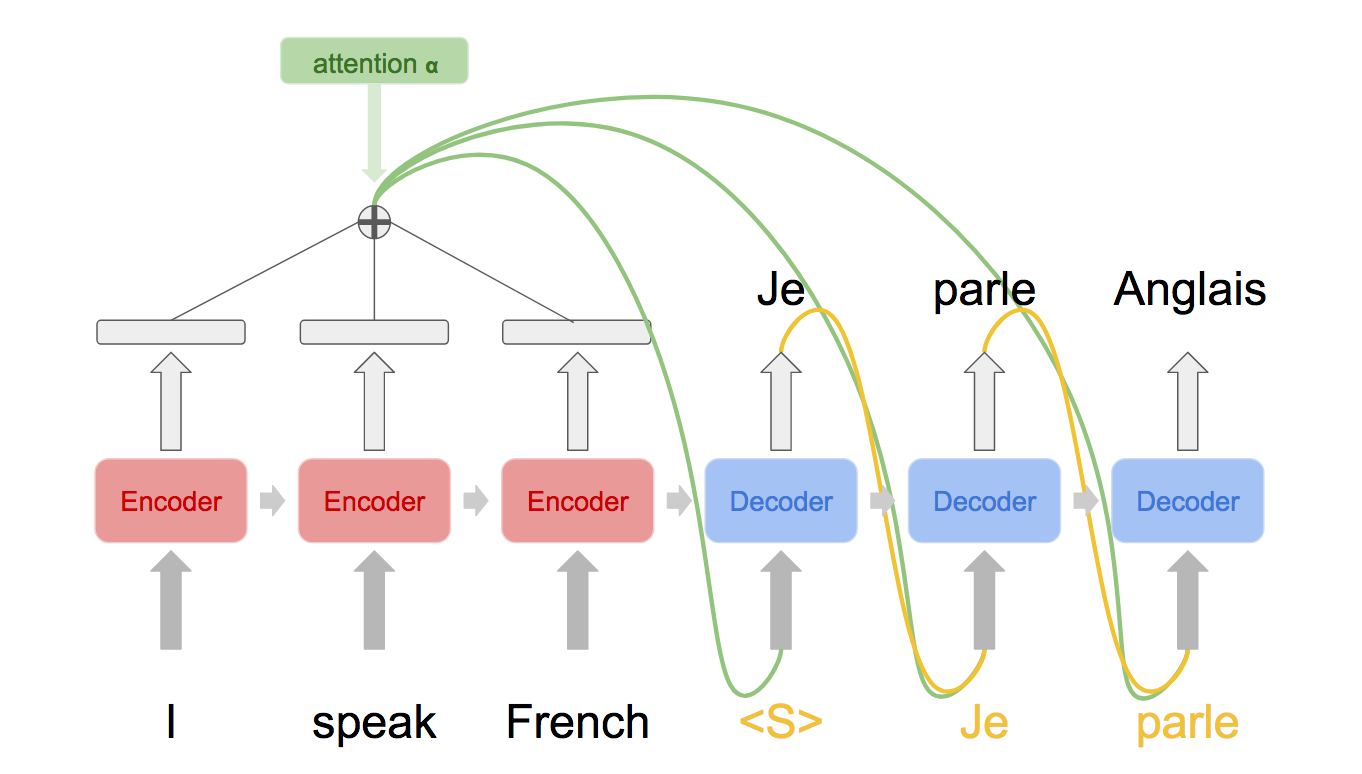 attention α
Je parle Anglais
Encoder Encoder Encoder Decoder Decoder Decoder
I speak French <S> Je parle